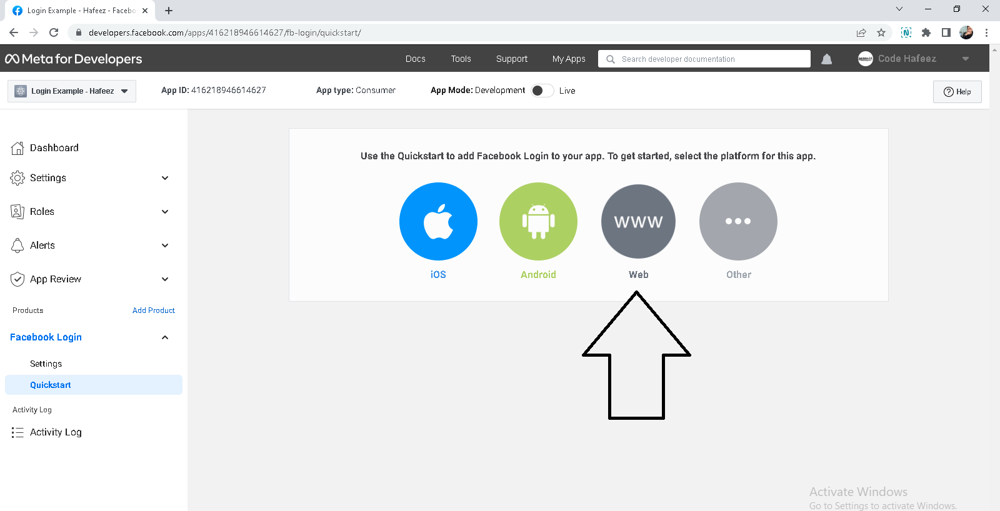 Login Example - Hafeez - Facebo
developers.facebook.com/apps/416218946614627/fb-login/quickstart/
N
Meta for Developers
Docs
Tools
Support
My Apps
Search developer documentation
Code Hafeez
Login Example - Hafeez
App ID: 416218946614627
App type: Consumer
App Mode: Development
Live
Help
Dashboard
Settings
Roles
Alerts
App Review
Products
Add Product
Facebook Login
Settings
Quickstart
Activity Log
Activity Log
Use the Quickstart to add Facebook Login to your app. To get started, select the platform for this app.
www
iOS
Android
Web
Other
Activate Windows
Go to Settings to activate Windows.